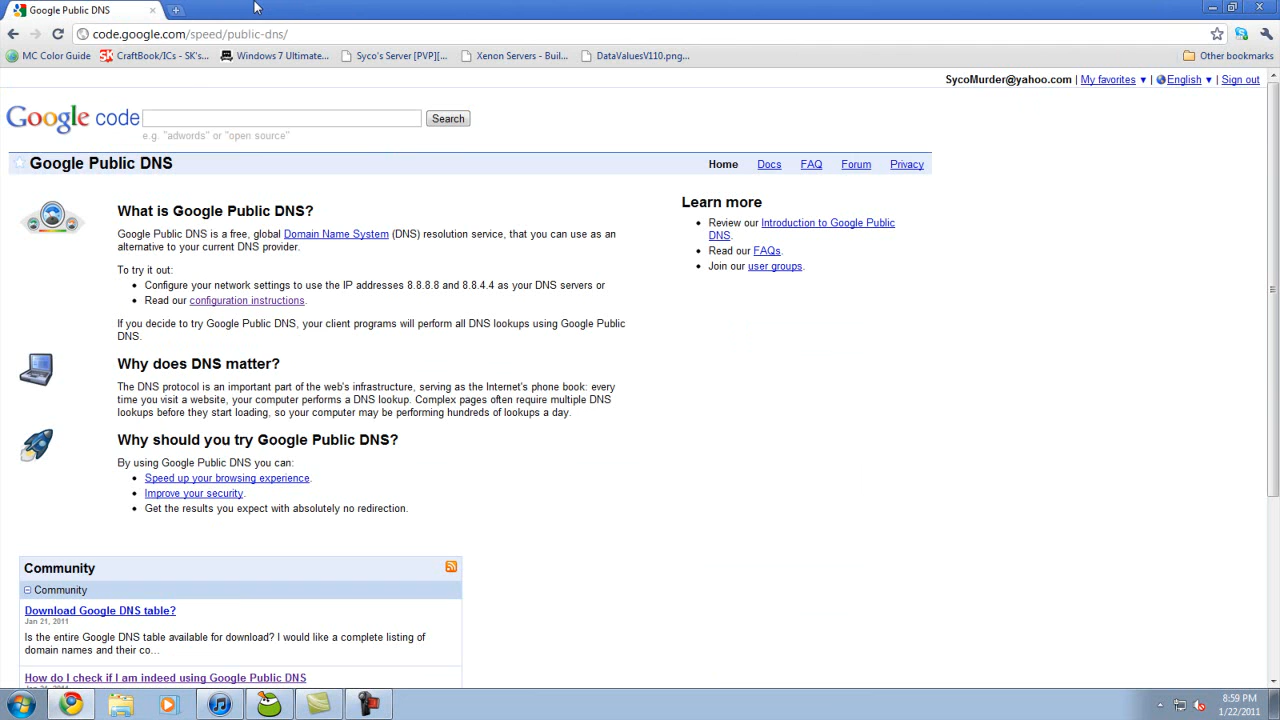 Google Public DNS
code.google.com/speed/public-dns/
MC Color Guide
CraftBook/ICs - SK's...
Windows 7 Ultimate...
Syco's Server [PVP][...
Xenon Servers - Buil...
DataValuesV110.png...
Other bookmarks
SycoMurder@yahoo.com | My favorites ▼ | English ▼ | Sign out
Google code
Search
e.g. "adwords" or "open source"
Google Public DNS
Home Docs FAQ Forum Privacy
What is Google Public DNS?
Google Public DNS is a free, global Domain Name System (DNS) resolution service, that you can use as an
alternative to your current DNS provider.
To try it out:
• Configure your network settings to use the IP addresses 8.8.8.8 and 8.8.4.4 as your DNS servers or
• Read our configuration instructions.
If you decide to try Google Public DNS, your client programs will perform all DNS lookups using Google Public
DNS.
Why does DNS matter?
The DNS protocol is an important part of the web's infrastructure, serving as the Internet's phone book: every
time you visit a website, your computer performs a DNS lookup. Complex pages often require multiple DNS
lookups before they start loading, so your computer may be performing hundreds of lookups a day.
Why should you try Google Public DNS?
By using Google Public DNS you can:
• Speed up your browsing experience.
• Improve your security.
• Get the results you expect with absolutely no redirection.
Learn more
• Review our Introduction to Google Public
DNS.
• Read our FAQs.
• Join our user groups.
Community
Community
Download Google DNS table?
Jan 21, 2011
Is the entire Google DNS table available for download? I would like a complete listing of
domain names and their co...
How do I check if I am indeed using Google Public DNS
Jan 21, 2011
8:59 PM
1/22/2011